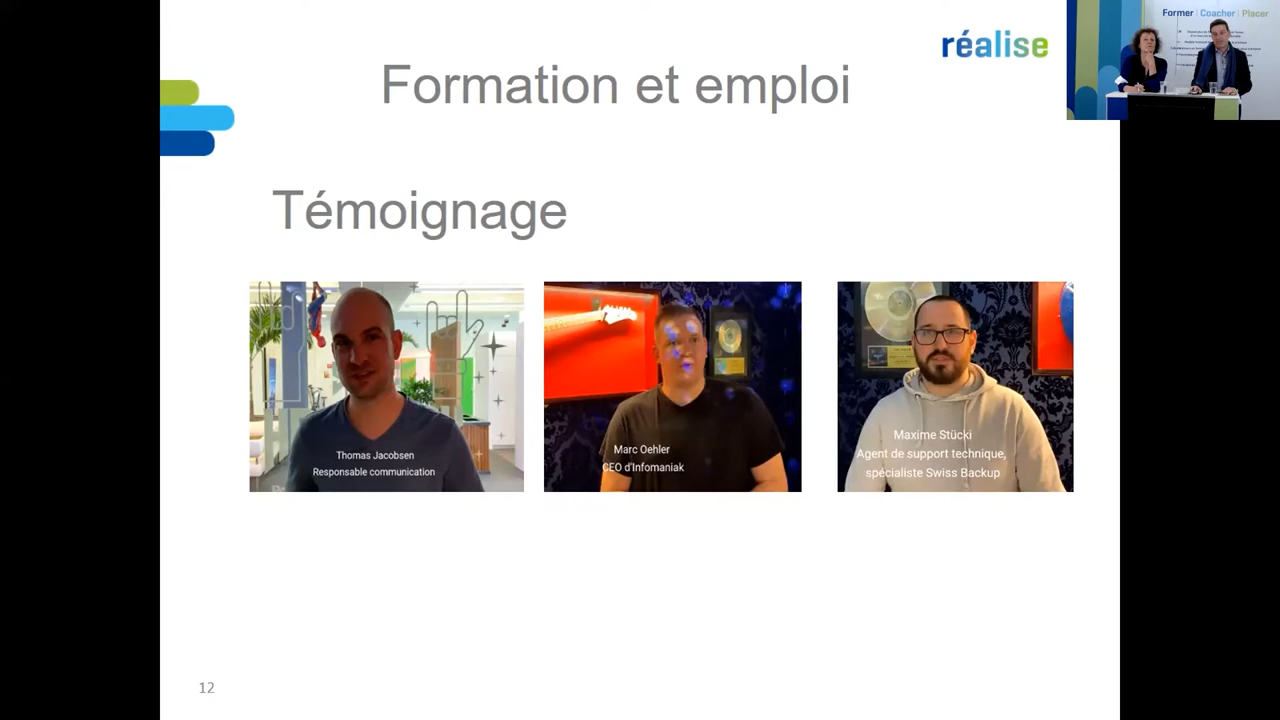 réalise
Former | Coacher | Placer
Formation et emploi
Témoignage
Thomas Jacobsen
Responsable communication
Marc Oehler
CEO d'Infomaniak
Maxime Stücki
Agent de support technique,
spécialiste Swiss Backup
12